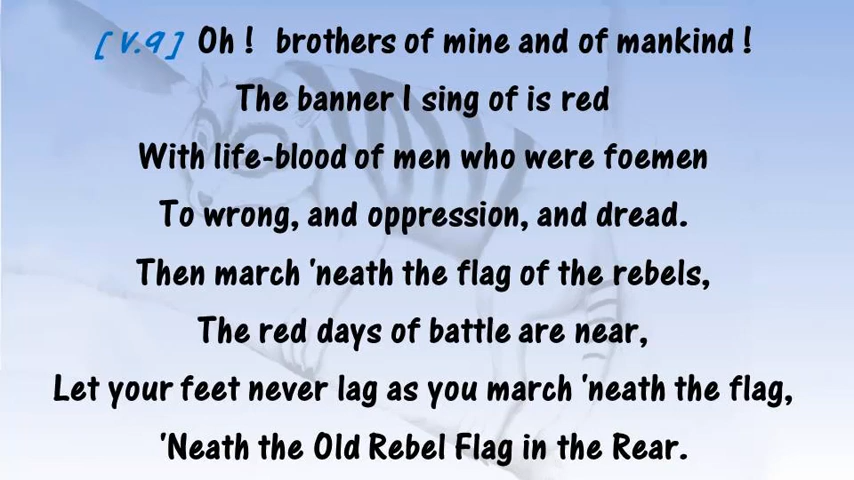 [V.9] Oh ! brothers of mine and of mankind !
The banner I sing of is red
With life-blood of men who were foemen
To wrong, and oppression, and dread.
Then march 'neath the flag of the rebels,
The red days of battle are near,
Let your feet never lag as you march 'neath the flag,
'Neath the Old Rebel Flag in the Rear.